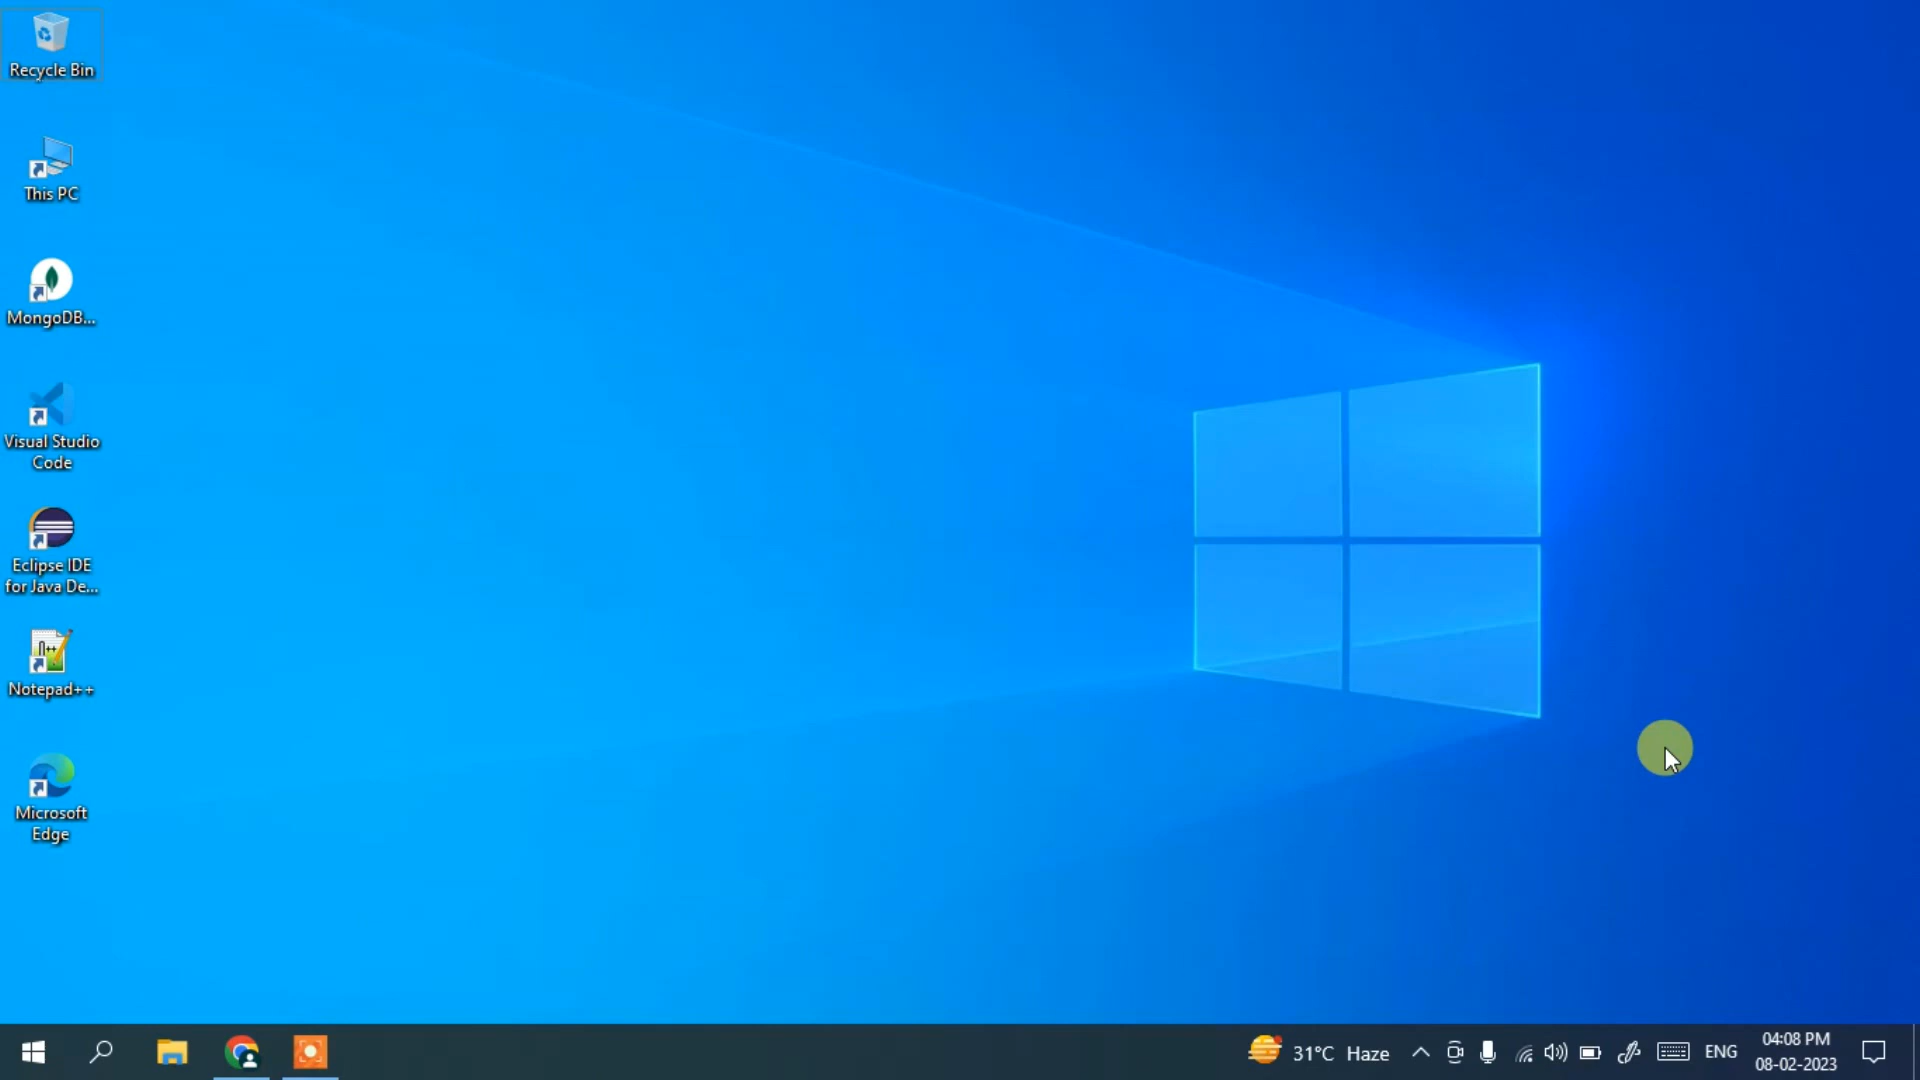 Recycle Bin
This PC
MongoDB...
Visual Studio
Code
Eclipse IDE
for Java De...
Notepad++
Microsoft
Edge
31°C Haze
ENG
04:08 PM
08-02-2023